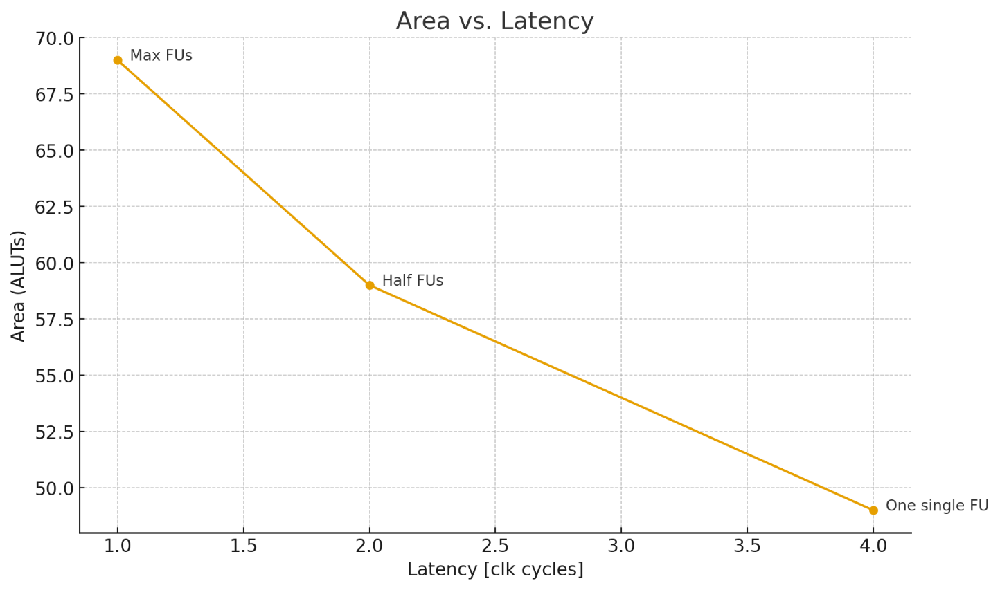 Area vs. Latency
70.0
67.5
65.0
62.5
60.0
57.5
55.0
52.5
50.0
Area (ALUTs)
Max FUs
Half FUs
One single FU
1.0 1.5 2.0 2.5 3.0 3.5 4.0
Latency [clk cycles]